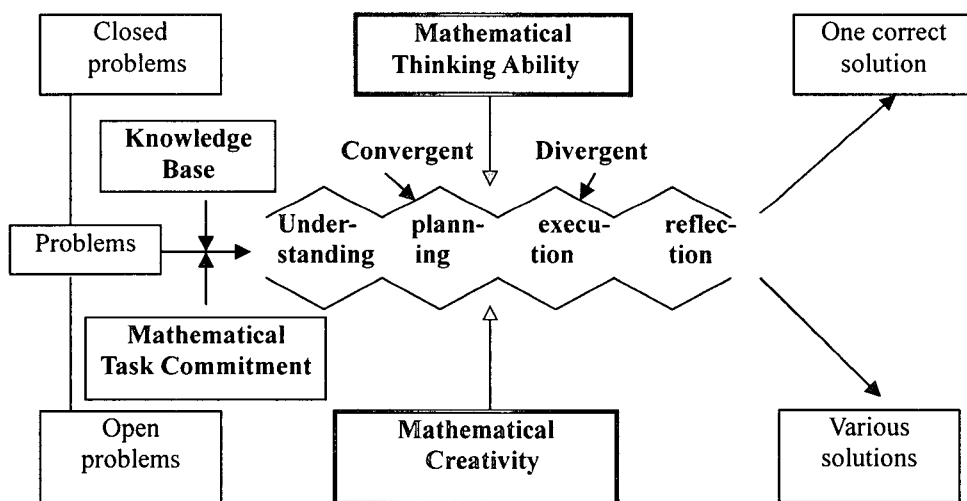 Closed
problems
Mathematical
Thinking Ability
One correct
solution
Knowledge
Base
Convergent
Divergent
Problems
Under-
standing
plann-
ing
execu-
tion
reflec-
tion
Mathematical
Task Commitment
Open
problems
Mathematical
Creativity
Various
solutions